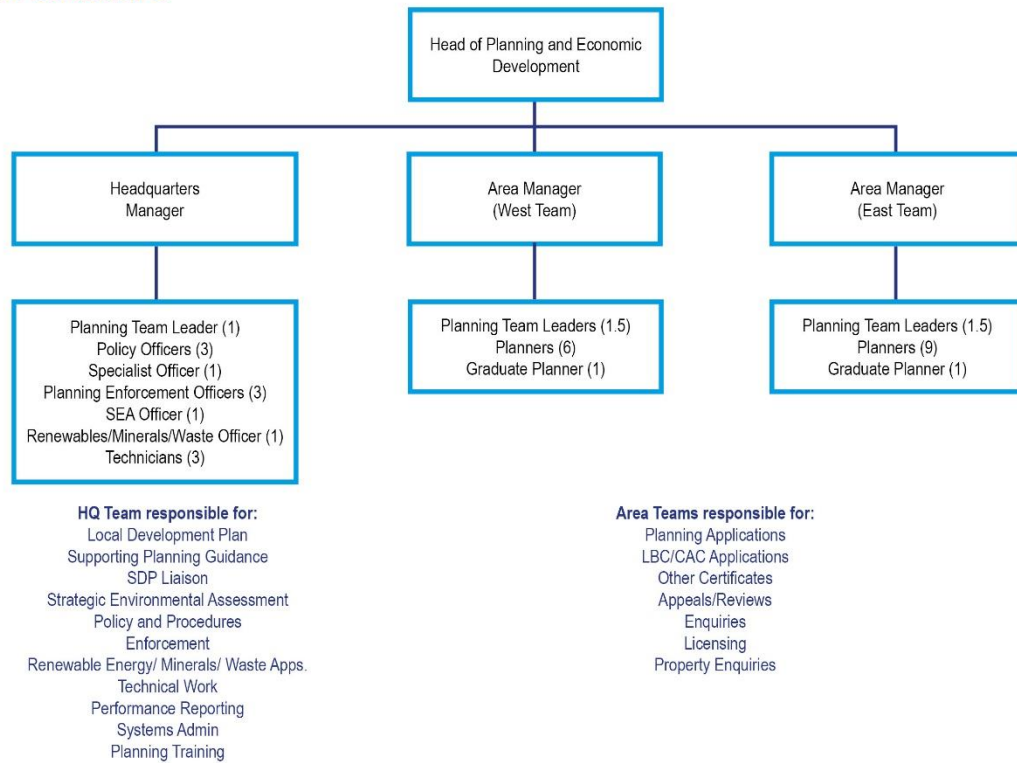 Head of Planning and Economic
Development
Headquarters
Manager
Area Manager
(West Team)
Area Manager
(East Team)
Planning Team Leader (1)
Policy Officers (3)
Specialist Officer (1)
Planning Enforcement Officers (3)
SEA Officer (1)
Renewables/Minerals/Waste Officer (1)
Technicians (3)
Planning Team Leaders (1.5)
Planners (6)
Graduate Planner (1)
Planning Team Leaders (1.5)
Planners (9)
Graduate Planner (1)
HQ Team responsible for:
Local Development Plan
Supporting Planning Guidance
SDP Liaison
Strategic Environmental Assessment
Policy and Procedures
Enforcement
Renewable Energy/ Minerals/ Waste Apps.
Technical Work
Performance Reporting
Systems Admin
Planning Training
Area Teams responsible for:
Planning Applications
LBC/CAC Applications
Other Certificates
Appeals/Reviews
Enquiries
Licensing
Property Enquiries